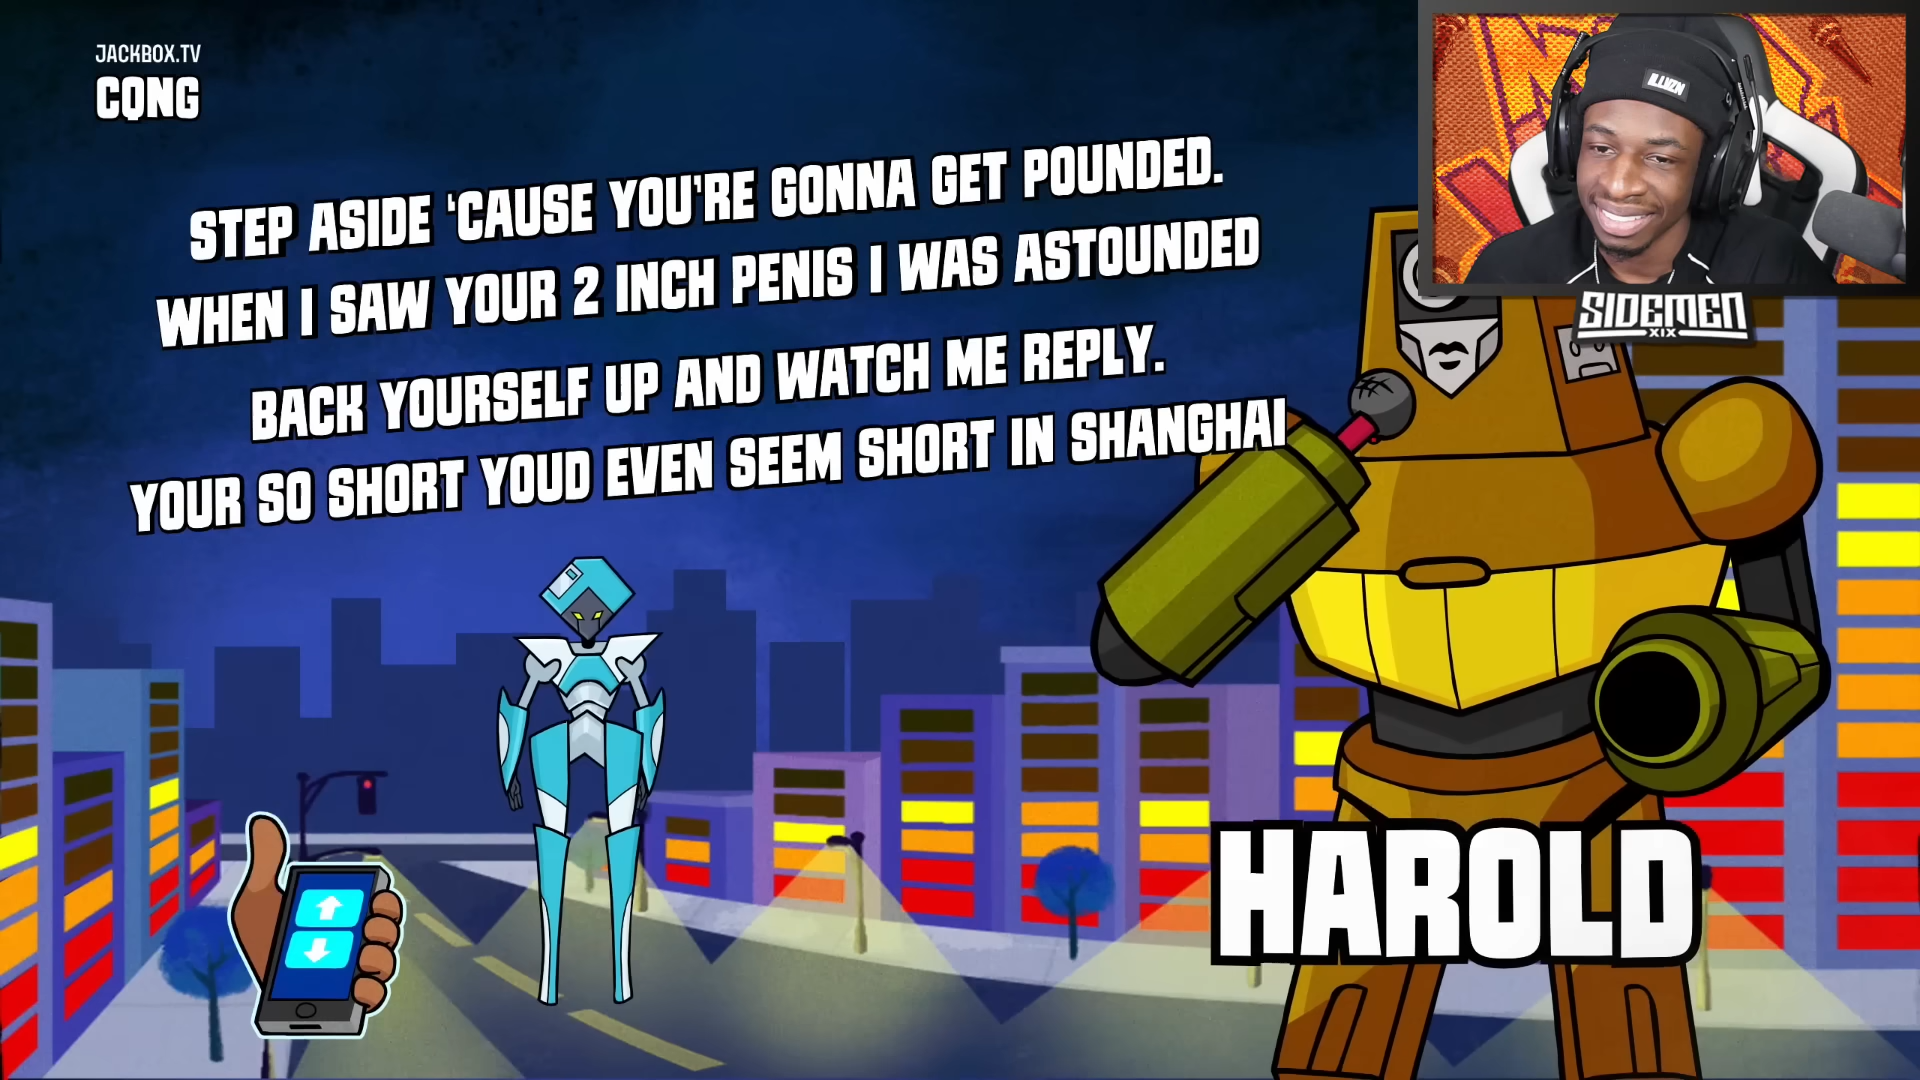 JACKBOX.TV
CQNG
STEP ASIDE 'CAUSE YOU'RE GONNA GET POUNDED.
WHEN I SAW YOUR 2 INCH PENIS I WAS ASTOUNDED
BACK YOURSELF UP AND WATCH ME REPLY.
YOUR SO SHORT YOUD EVEN SEEM SHORT IN SHANGHAI
SIDEMEN
XIX
HAROLD